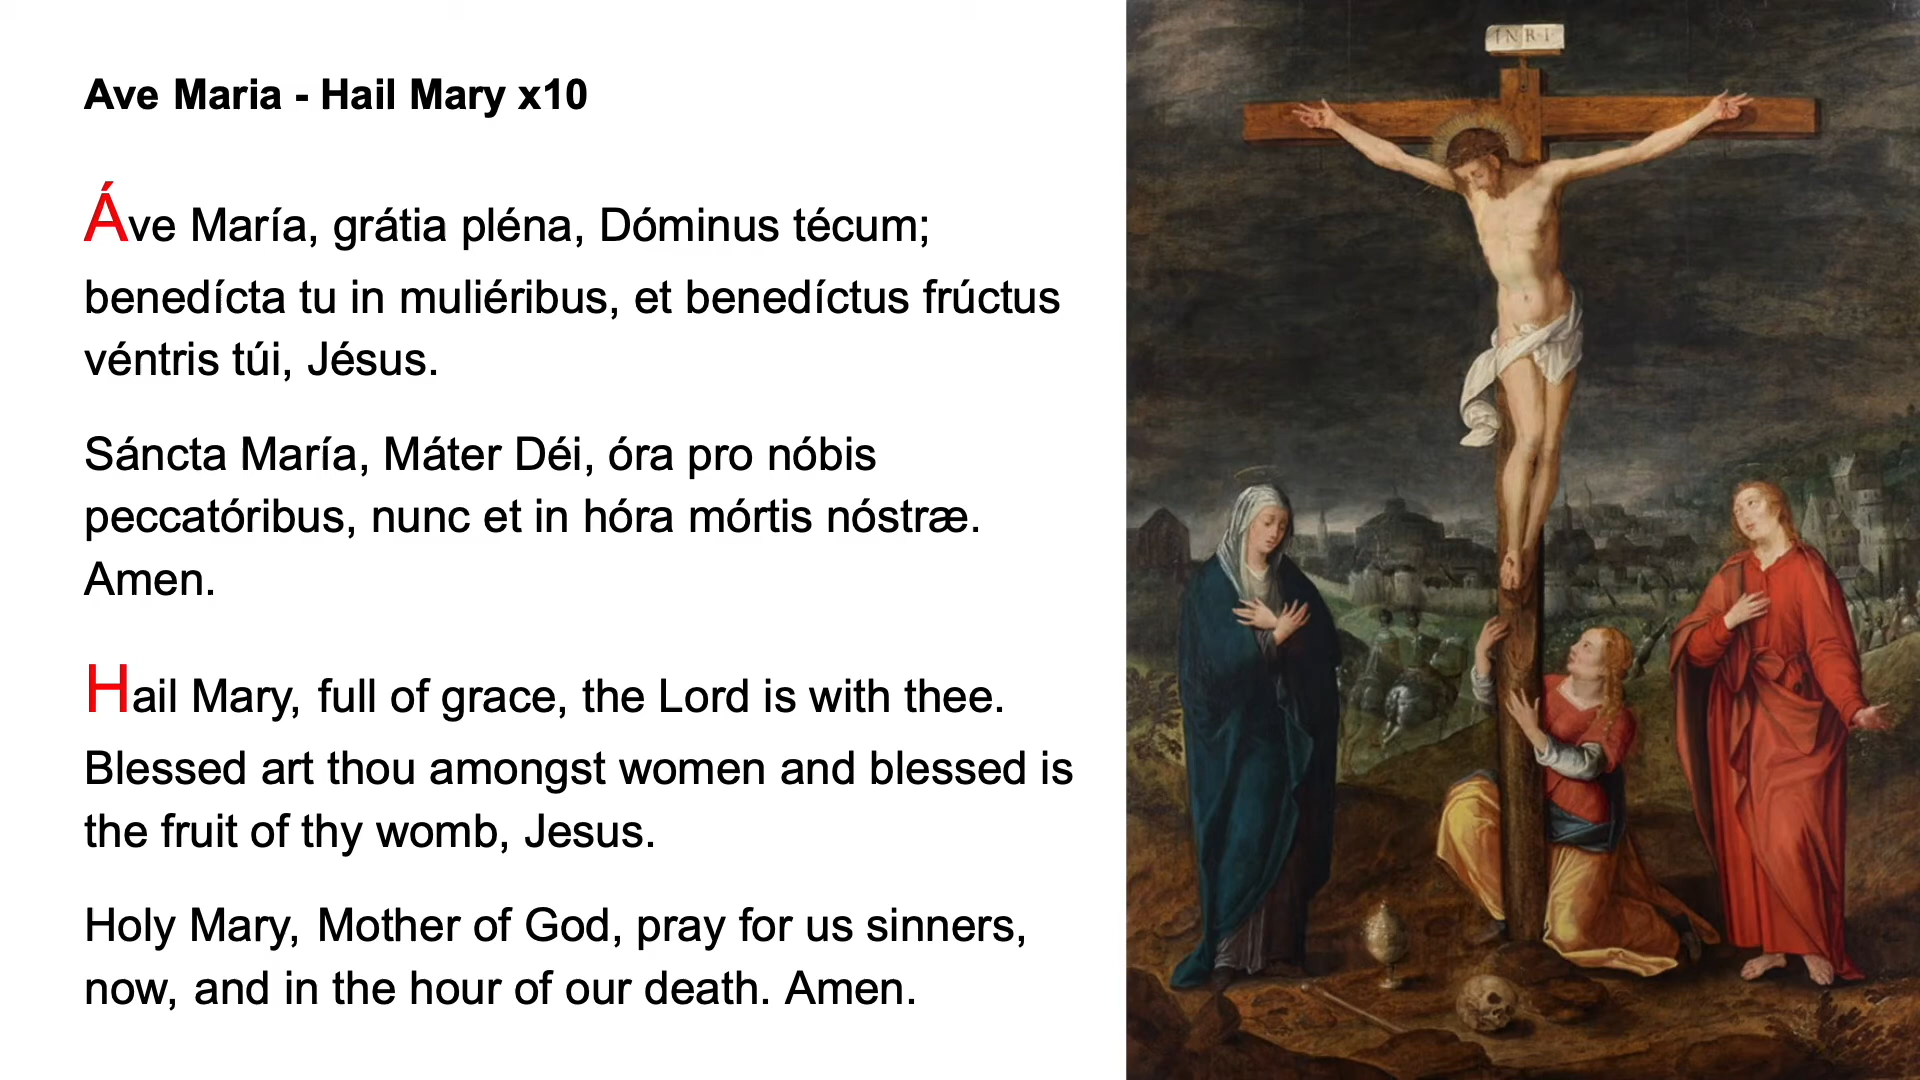 Ave Maria - Hail Mary x10
Áve María, grátia pléna, Dóminus técum;
benedícta tu in muliéribus, et benedíctus frúctus
véntris túi, Jésus.
Sáncta María, Máter Déi, óra pro nóbis
peccatóribus, nunc et in hóra mórtis nóstræ.
Amen.
Hail Mary, full of grace, the Lord is with thee.
Blessed art thou amongst women and blessed is
the fruit of thy womb, Jesus.
Holy Mary, Mother of God, pray for us sinners,
now, and in the hour of our death. Amen.
INRI